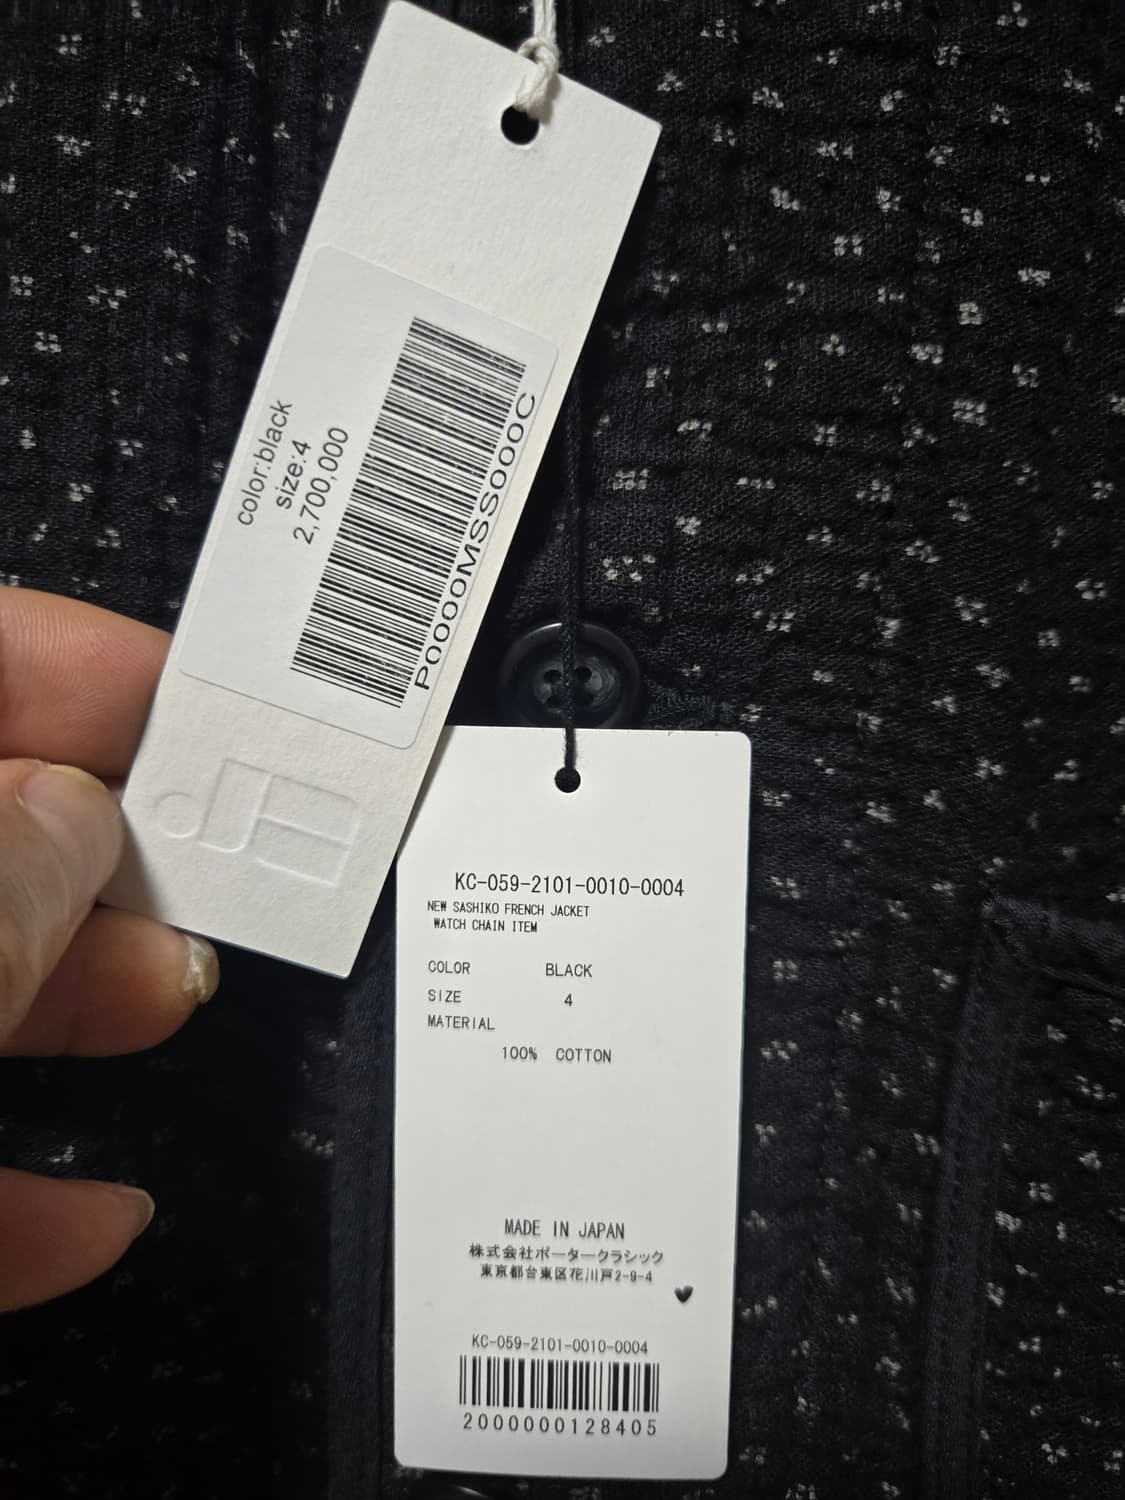 color:black
size:4
2,700,000
P0000MSS000C
KC-059-2101-0010-0004
NEW SASHIKO FRENCH JACKET
WATCH CHAIN ITEM
COLOR BLACK
SIZE 4
MATERIAL
100% COTTON
MADE IN JAPAN
株式会社ポータークラシック
東京都台東区花川戸2-9-4
KC-059-2101-0010-0004
2000000128405